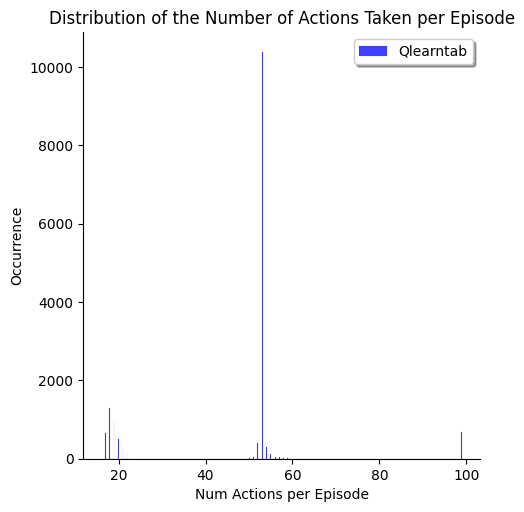 Distribution of the Number of Actions Taken per Episode
Qlearntab
10000
8000
6000
4000
2000
0
Occurrence
20
40
60
80
100
Num Actions per Episode